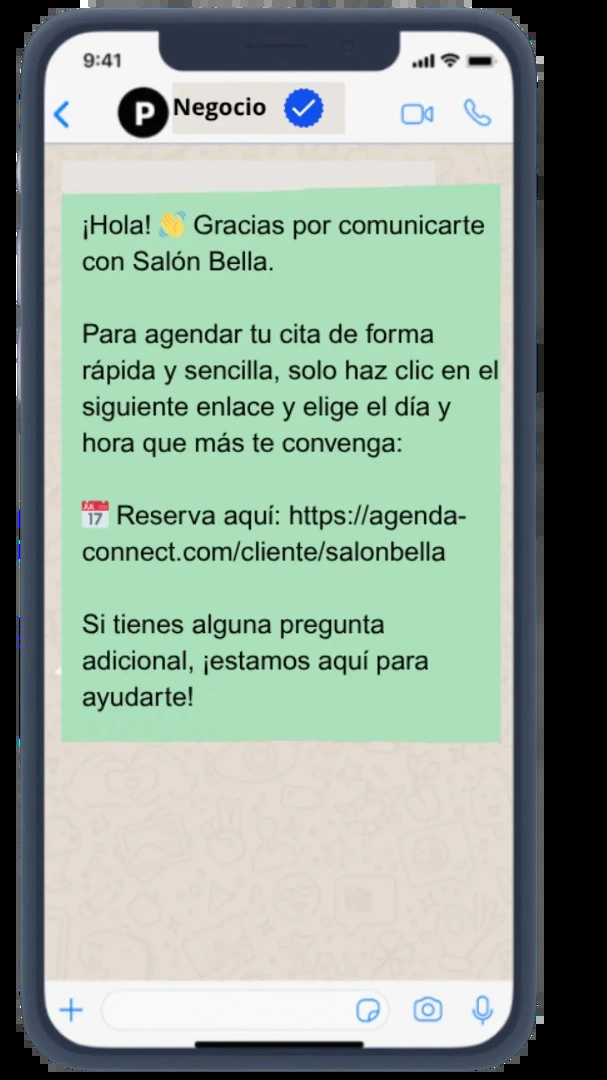 9:41
P Negocio
¡Hola! 👋 Gracias por comunicarte
con Salón Bella.
Para agendar tu cita de forma
rápida y sencilla, solo haz clic en el
siguiente enlace y elige el día y
hora que más te convenga:
📅 Reserva aquí: https://agenda-
connect.com/cliente/salonbella
Si tienes alguna pregunta
adicional, ¡estamos aquí para
ayudarte!